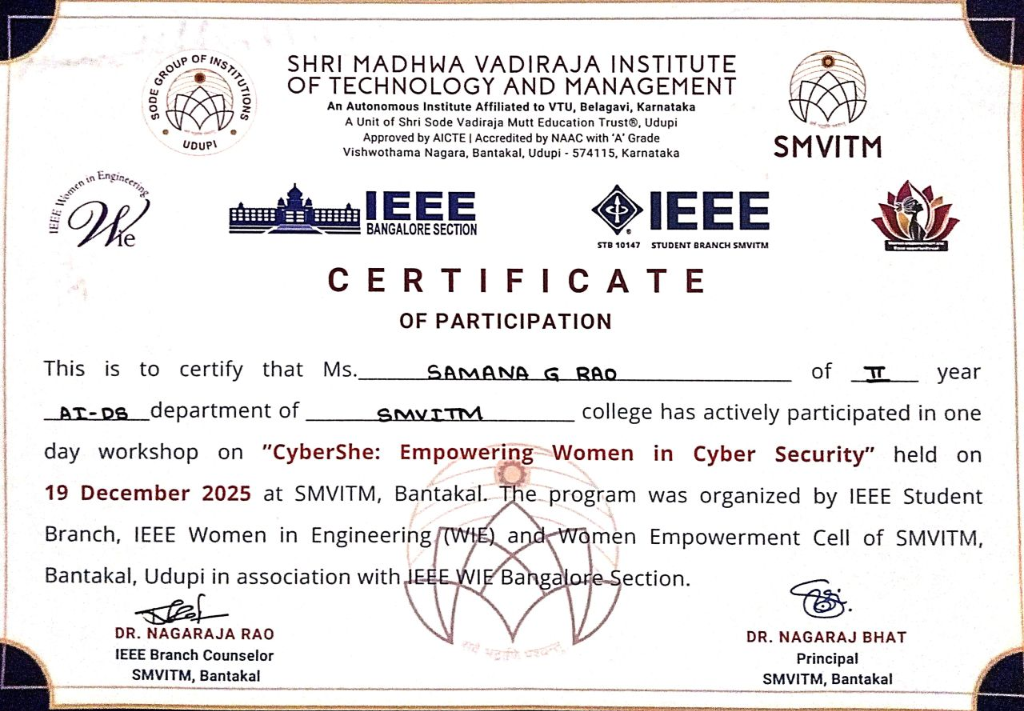 SODE GROUP OF INSTITUTIONS
UDUPI
SHRI MADHWA VADIRAJA INSTITUTE
OF TECHNOLOGY AND MANAGEMENT
An Autonomous Institute Affiliated to VTU, Belagavi, Karnataka
A Unit of Shri Sode Vadiraja Mutt Education Trust®, Udupi
Approved by AICTE | Accredited by NAAC with 'A' Grade
Vishwothama Nagara, Bantakal, Udupi - 574115, Karnataka
SMVITM
IEEE Women in Engineering
WIe
IEEE
BANGALORE SECTION
IEEE
STB 10147 STUDENT BRANCH SMVITM
CERTIFICATE
OF PARTICIPATION
This is to certify that Ms. SAMANA G RAO of II year
AI-DS department of SMVITM college has actively participated in one
day workshop on "CyberShe: Empowering Women in Cyber Security" held on
19 December 2025 at SMVITM, Bantakal. The program was organized by IEEE Student
Branch, IEEE Women in Engineering (WIE) and Women Empowerment Cell of SMVITM,
Bantakal, Udupi in association with IEEE WIE Bangalore Section.
DR. NAGARAJA RAO
IEEE Branch Counselor
SMVITM, Bantakal
DR. NAGARAJ BHAT
Principal
SMVITM, Bantakal